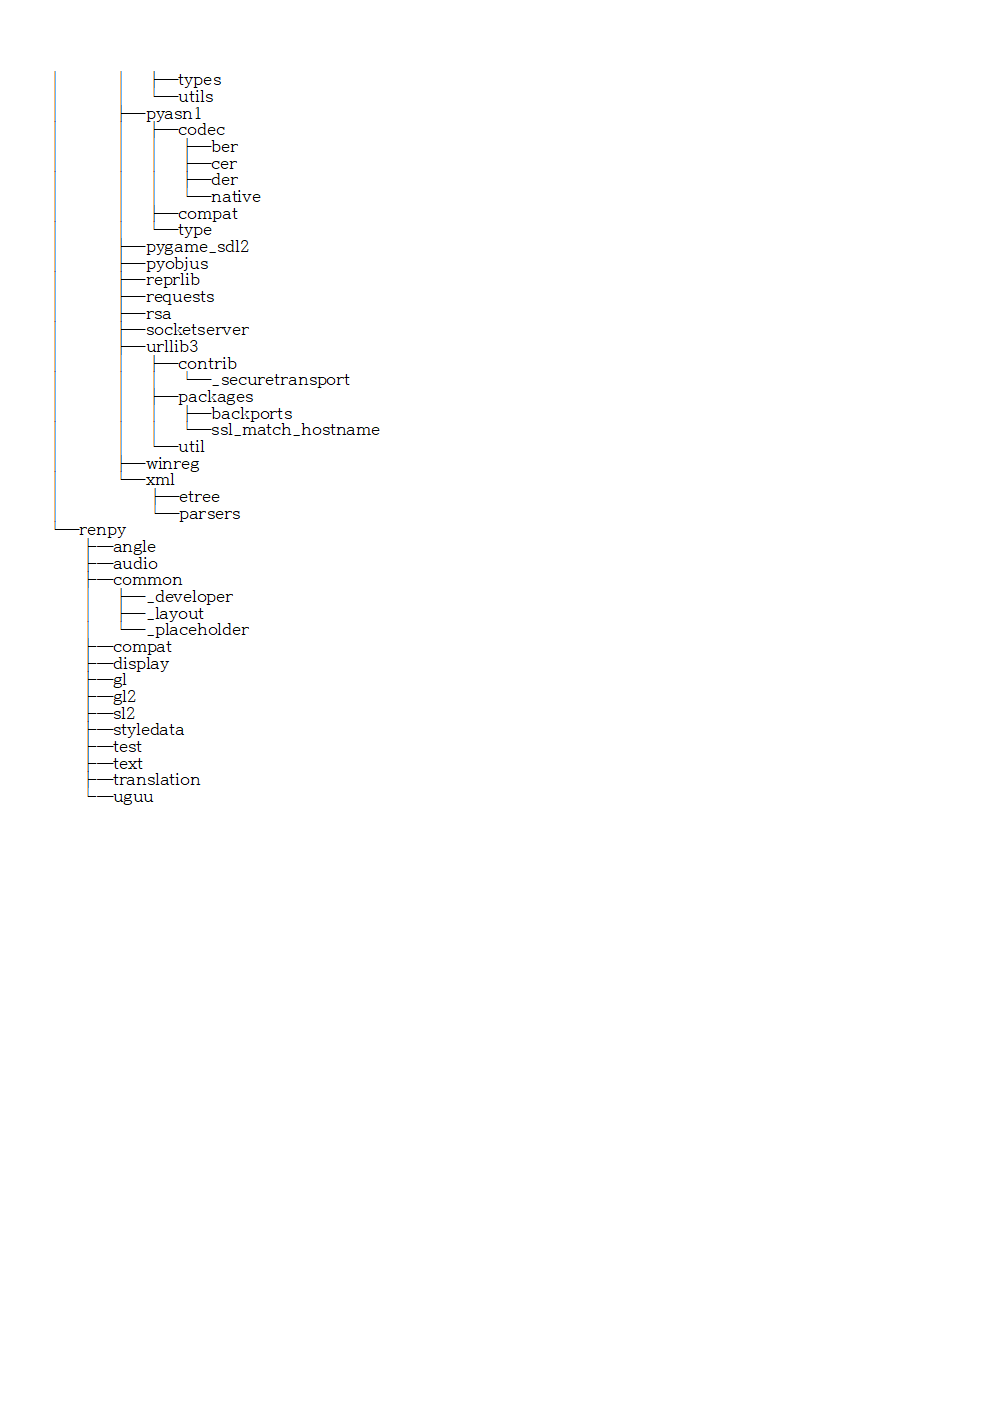 types
utils
pyasn1
codec
ber
cer
der
native
compat
type
pygame_sdl2
pyobjus
reprlib
requests
rsa
socketserver
urllib3
contrib
_securetransport
packages
backports
ssl_match_hostname
util
winreg
xml
etree
parsers
renpy
angle
audio
common
_developer
_layout
_placeholder
compat
display
gl
gl2
sl2
styledata
test
text
translation
uguu